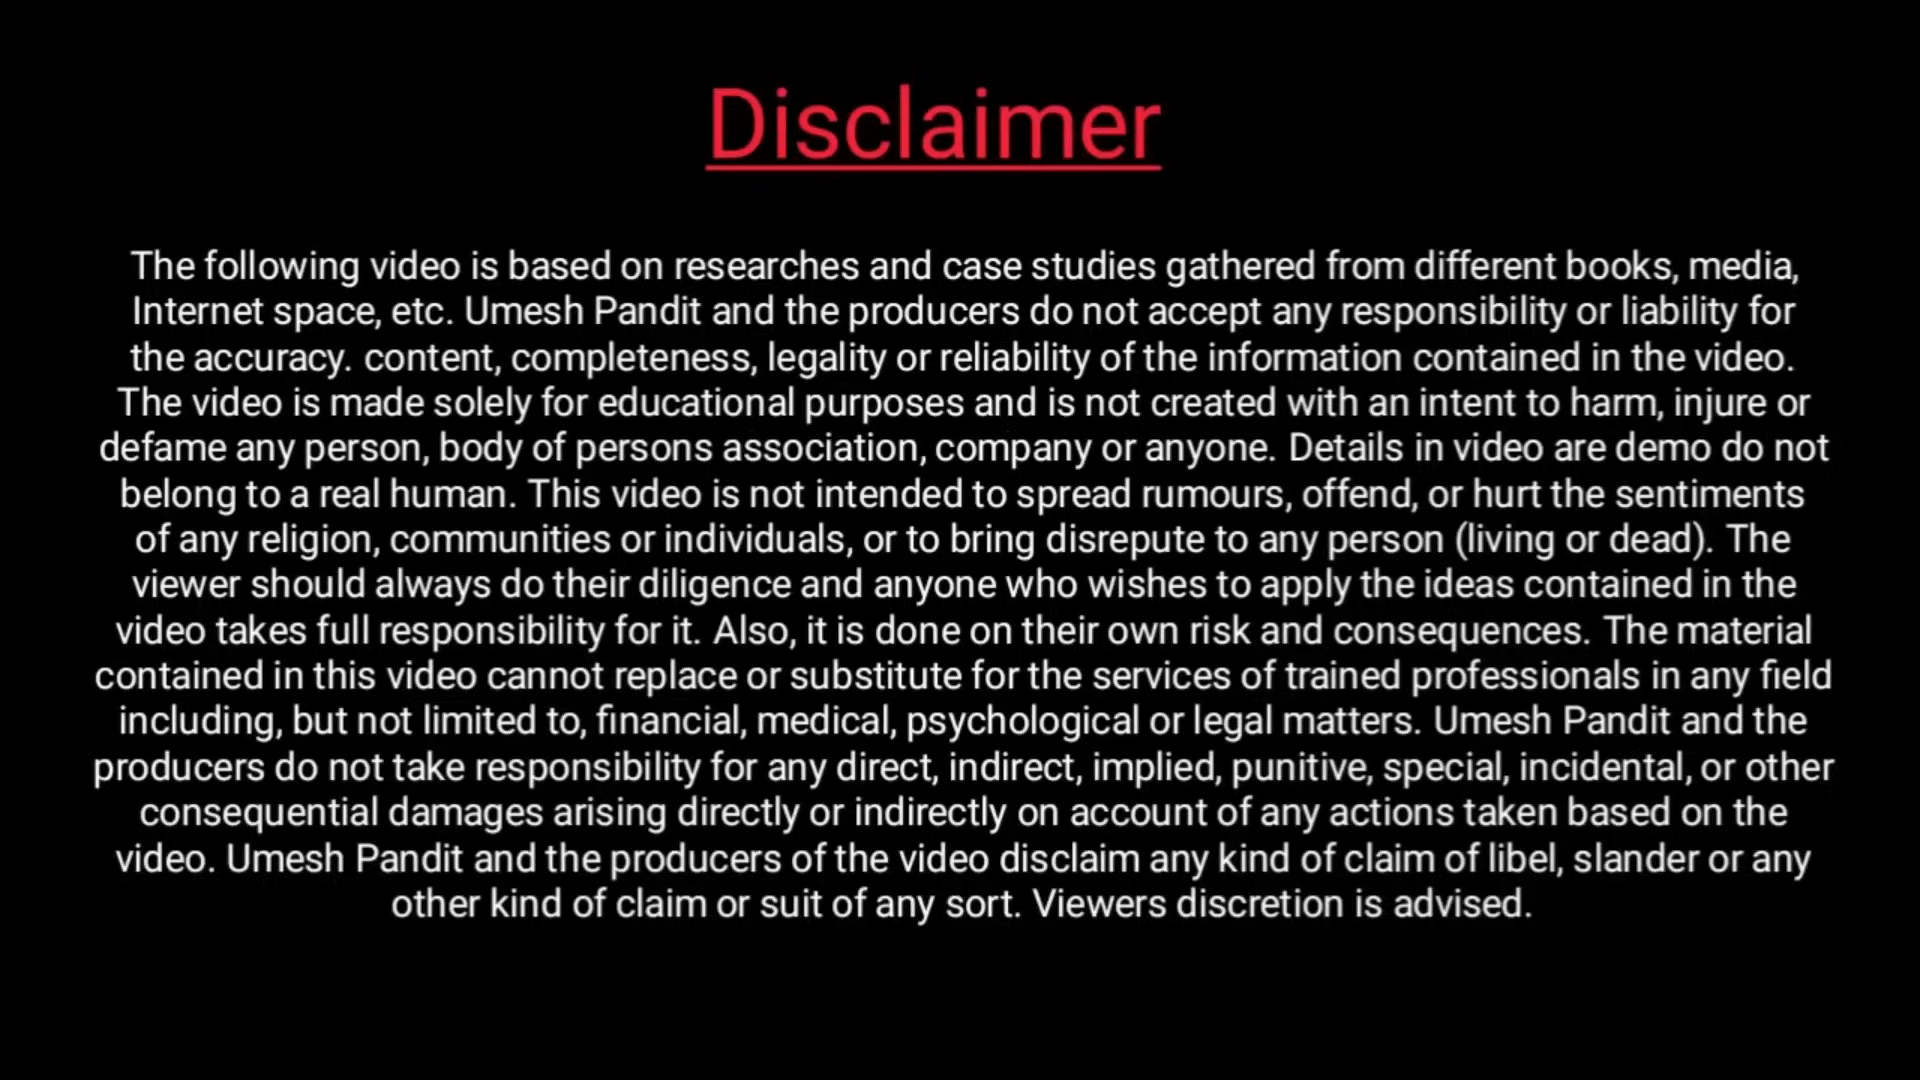 Disclaimer
The following video is based on researches and case studies gathered from different books, media,
Internet space, etc. Umesh Pandit and the producers do not accept any responsibility or liability for
the accuracy. content, completeness, legality or reliability of the information contained in the video.
The video is made solely for educational purposes and is not created with an intent to harm, injure or
defame any person, body of persons association, company or anyone. Details in video are demo do not
belong to a real human. This video is not intended to spread rumours, offend, or hurt the sentiments
of any religion, communities or individuals, or to bring disrepute to any person (living or dead). The
viewer should always do their diligence and anyone who wishes to apply the ideas contained in the
video takes full responsibility for it. Also, it is done on their own risk and consequences. The material
contained in this video cannot replace or substitute for the services of trained professionals in any field
including, but not limited to, financial, medical, psychological or legal matters. Umesh Pandit and the
producers do not take responsibility for any direct, indirect, implied, punitive, special, incidental, or other
consequential damages arising directly or indirectly on account of any actions taken based on the
video. Umesh Pandit and the producers of the video disclaim any kind of claim of libel, slander or any
other kind of claim or suit of any sort. Viewers discretion is advised.